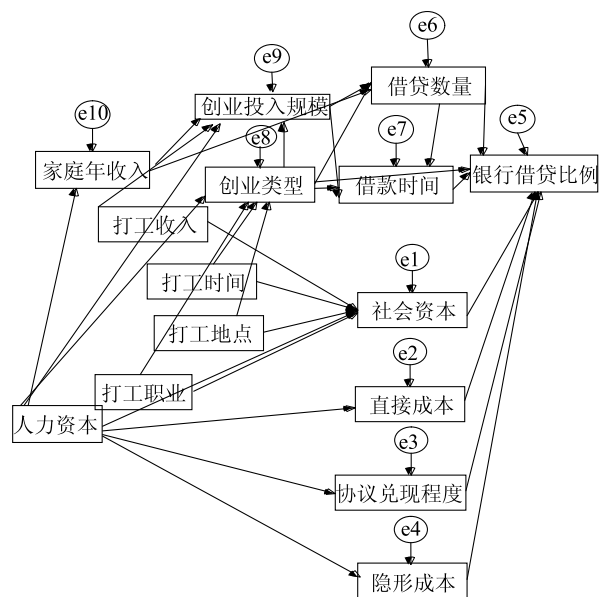 e6
e9
借贷数量
创业投入规模
e10
e8
e7
e5
家庭年收入
创业类型
借款时间
银行借贷比例
打工收入
e1
打工时间
社会资本
打工地点
e2
打工职业
直接成本
人力资本
e3
协议兑现程度
e4
隐形成本